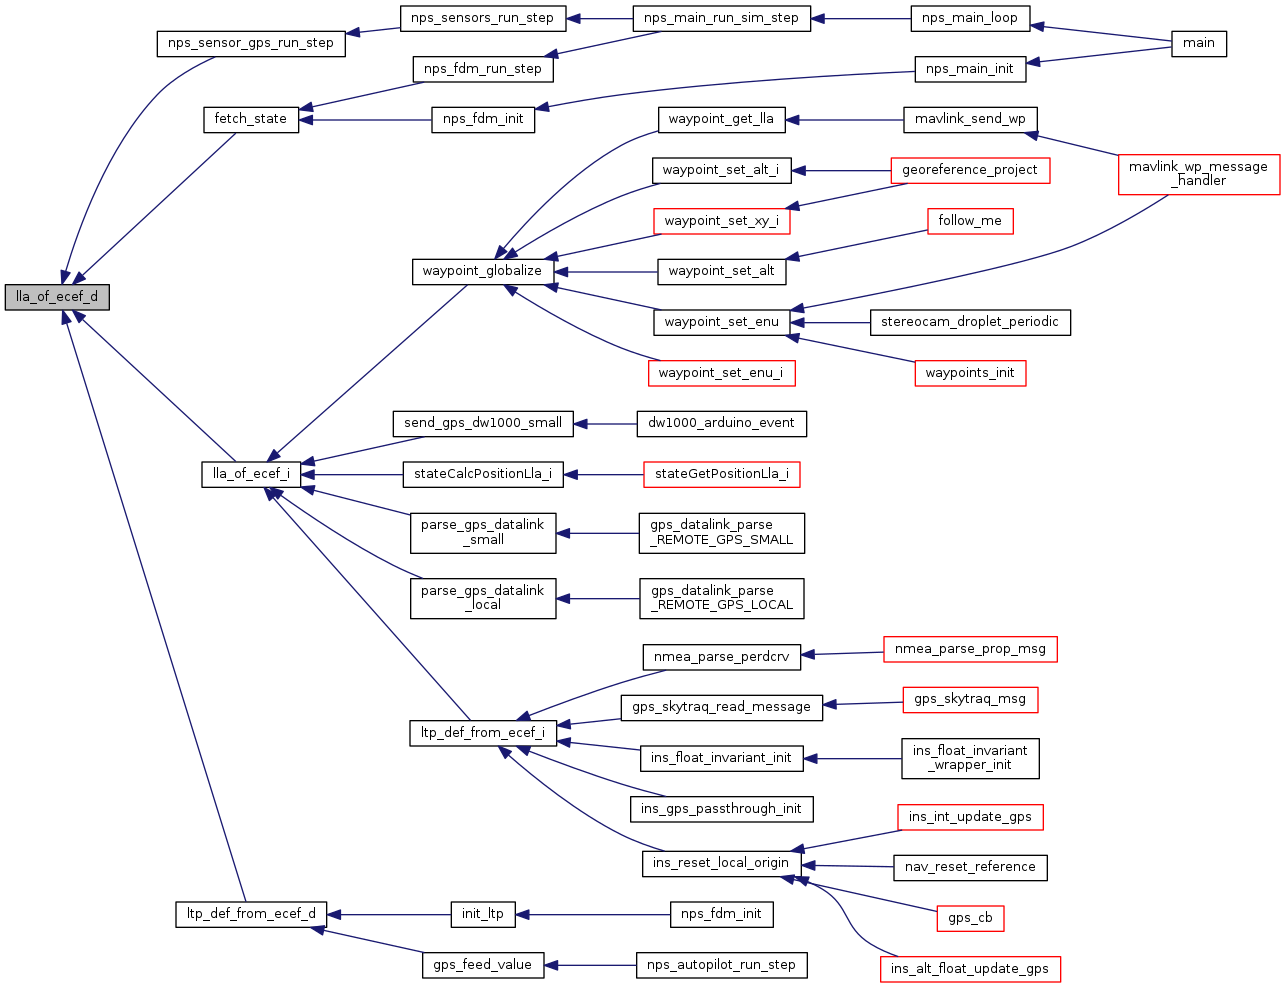 nps_sensors_run_step
nps_main_run_sim_step
nps_main_loop
nps_sensor_gps_run_step
main
nps_fdm_run_step
nps_main_init
fetch_state
nps_fdm_init
waypoint_get_lla
mavlink_send_wp
waypoint_set_alt_i
georeference_project
mavlink_wp_message
_handler
waypoint_set_xy_i
follow_me
waypoint_globalize
waypoint_set_alt
lla_of_ecef_d
waypoint_set_enu
stereocam_droplet_periodic
waypoint_set_enu_i
waypoints_init
send_gps_dw1000_small
dw1000_arduino_event
lla_of_ecef_i
stateCalcPositionLla_i
stateGetPositionLla_i
parse_gps_datalink
_small
gps_datalink_parse
_REMOTE_GPS_SMALL
parse_gps_datalink
_local
gps_datalink_parse
_REMOTE_GPS_LOCAL
nmea_parse_perdcrv
nmea_parse_prop_msg
gps_skytraq_read_message
gps_skytraq_msg
ltp_def_from_ecef_i
ins_float_invariant_init
ins_float_invariant
_wrapper_init
ins_gps_passthrough_init
ins_int_update_gps
ins_reset_local_origin
nav_reset_reference
ltp_def_from_ecef_d
init_ltp
nps_fdm_init
gps_cb
gps_feed_value
nps_autopilot_run_step
ins_alt_float_update_gps